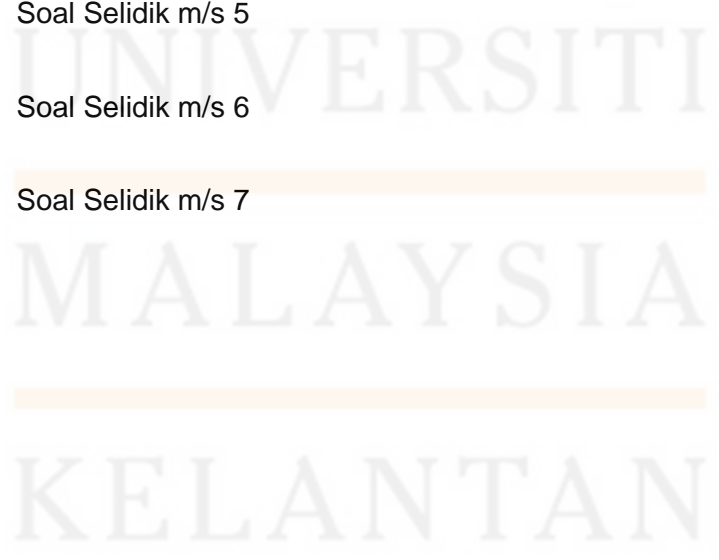 Soal Selidik m/s 5
UNIVERSITI
Soal Selidik m/s 6
Soal Selidik m/s 7
MALAYSIA
KELANTAN